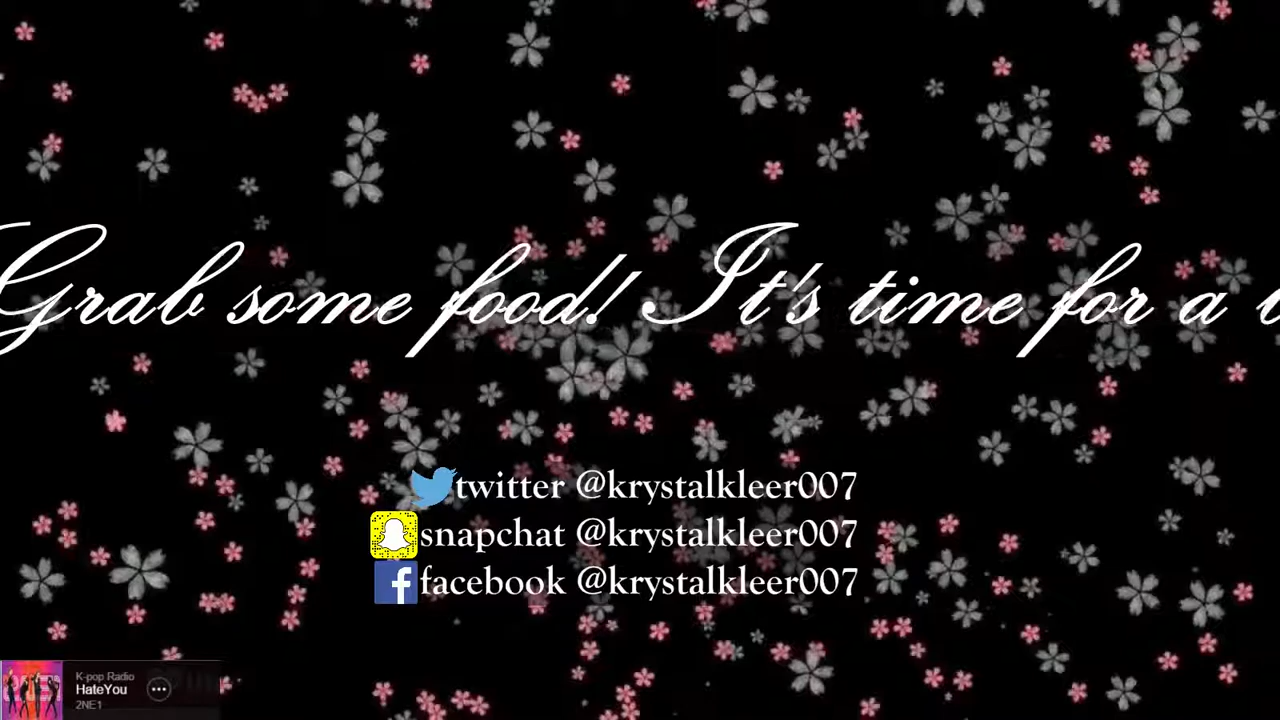 Grab some food! It's time for a
twitter @krystalkleer007
snapchat @krystalkleer007
facebook @krystalkleer007
K-pop Radio
HateYou
2NE1